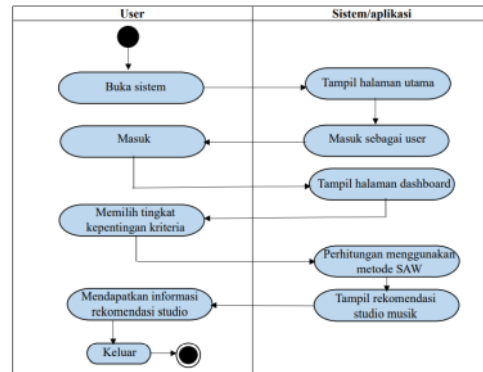 User
Sistem/aplikasi
Buka sistem
Tampil halaman utama
Masuk
Masuk sebagai user
Tampil halaman dashboard
Memilih tingkat
kepentingan kriteria
Perhitungan menggunakan
metode SAW
Mendapatkan informasi
rekomendasi studio
Tampil rekomendasi
studio musik
Keluar